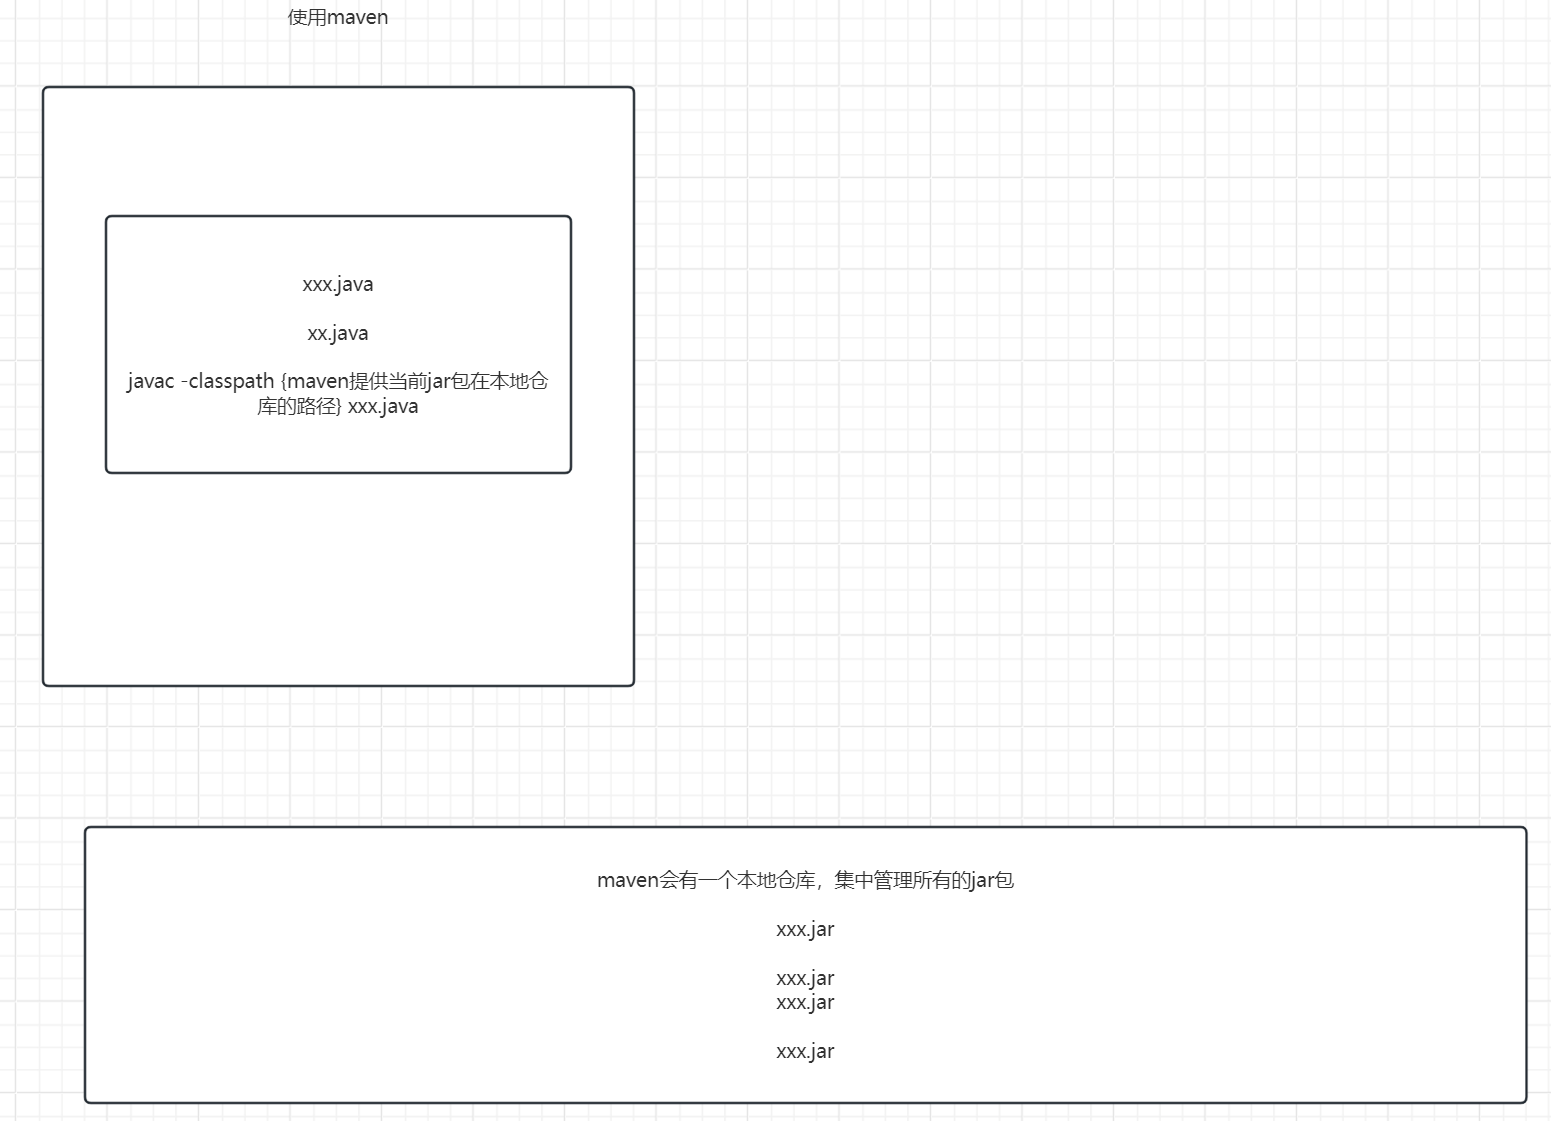 使用maven
xxx.java
xx.java
javac -classpath {maven提供当前jar包在本地仓
库的路径} xxx.java
maven会有一个本地仓库，集中管理所有的jar包
xxx.jar
xxx.jar
xxx.jar
xxx.jar